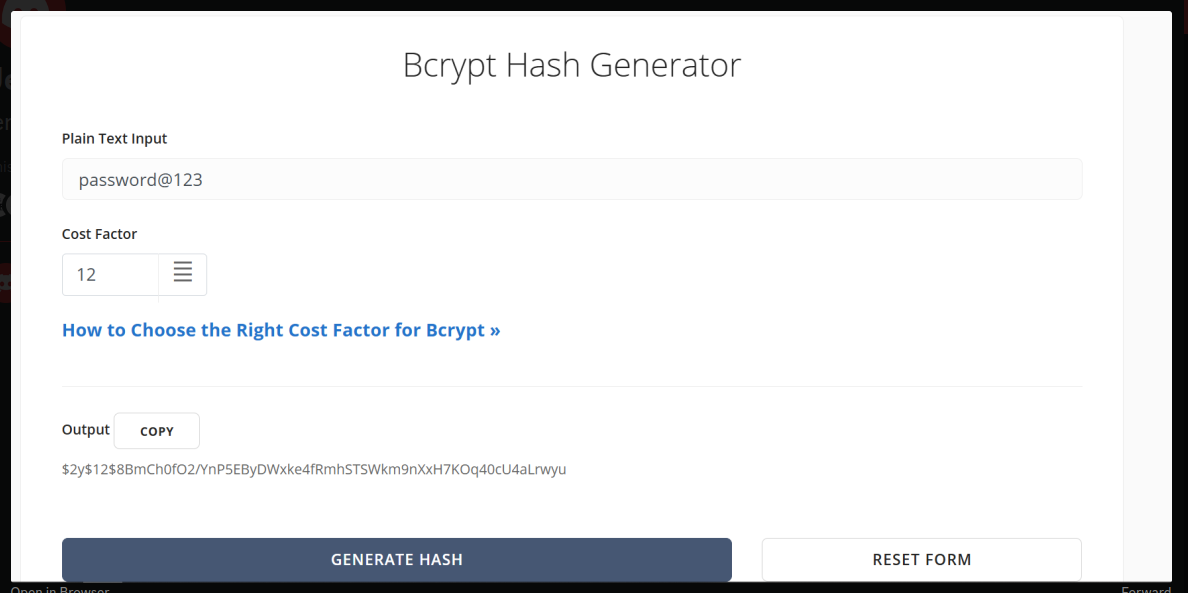 Bcrypt Hash Generator
Plain Text Input
password@123
Cost Factor
12
How to Choose the Right Cost Factor for Bcrypt »
Output COPY
$2y$12$8BmCh0fO2/YnP5EByDWxke4fRmhSTSWkm9nXxH7KOq40cU4aLrwyu
GENERATE HASH RESET FORM
Open in Browser Forward